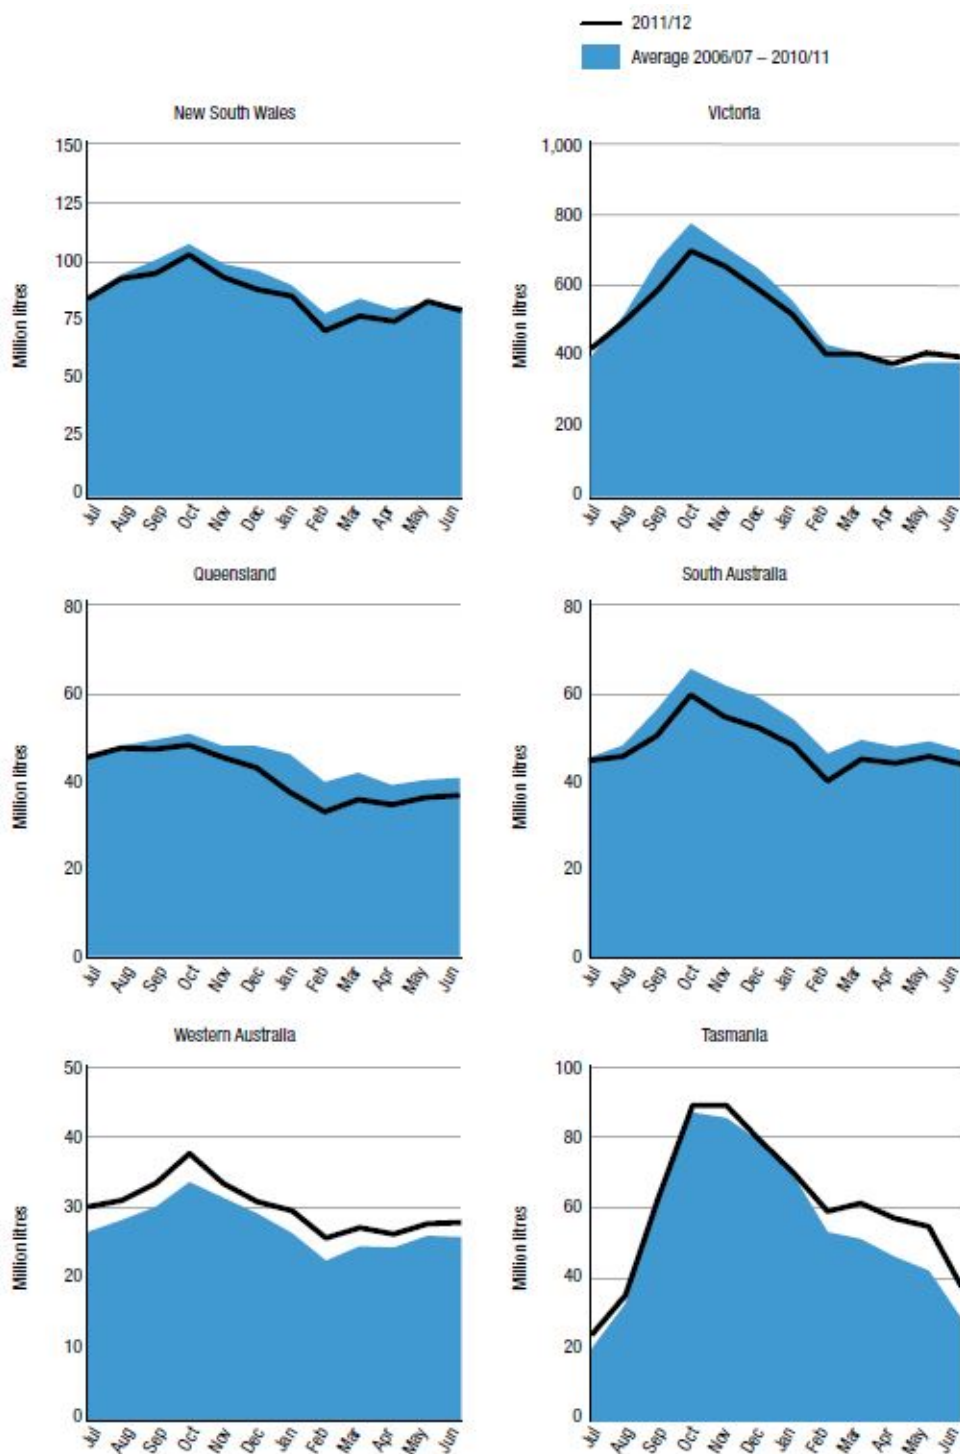 2011/12
Average 2006/07 – 2010/11
New South Wales
150
125
100
75
50
25
0
Million litres
Jul Aug Sep Oct Nov Dec Jan Feb Mar Apr May Jun
Victoria
1,000
800
600
400
200
0
Million litres
Jul Aug Sep Oct Nov Dec Jan Feb Mar Apr May Jun
Queensland
80
60
40
20
0
Million litres
Jul Aug Sep Oct Nov Dec Jan Feb Mar Apr May Jun
South Australia
80
60
40
20
0
Million litres
Jul Aug Sep Oct Nov Dec Jan Feb Mar Apr May Jun
Western Australia
50
40
30
20
10
0
Million litres
Jul Aug Sep Oct Nov Dec Jan Feb Mar Apr May Jun
Tasmania
100
80
60
40
20
0
Million litres
Jul Aug Sep Oct Nov Dec Jan Feb Mar Apr May Jun